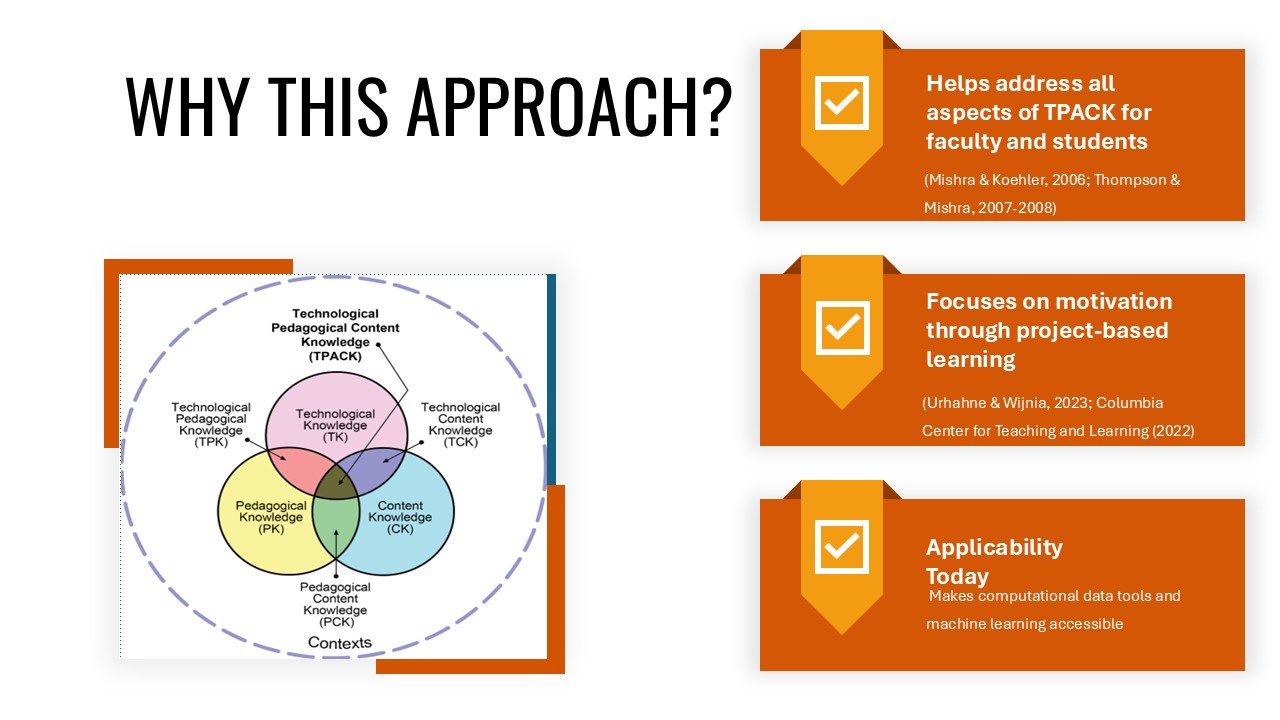 WHY THIS APPROACH?
Helps address all
aspects of TPACK for
faculty and students
(Mishra & Koehler, 2006; Thompson &
Mishra, 2007-2008)
Focuses on motivation
through project-based
learning
(Urhahne & Wijnia, 2023; Columbia
Center for Teaching and Learning (2022)
Applicability
Today
Makes computational data tools and
machine learning accessible
Technological
Pedagogical Content
Knowledge
(TPACK)
Technological
Pedagogical
Knowledge
(TPK)
Technological
Knowledge
(TK)
Technological
Content
Knowledge
(TCK)
Pedagogical
Knowledge
(PK)
Content
Knowledge
(CK)
Pedagogical
Content
Knowledge
(PCK)
Contexts